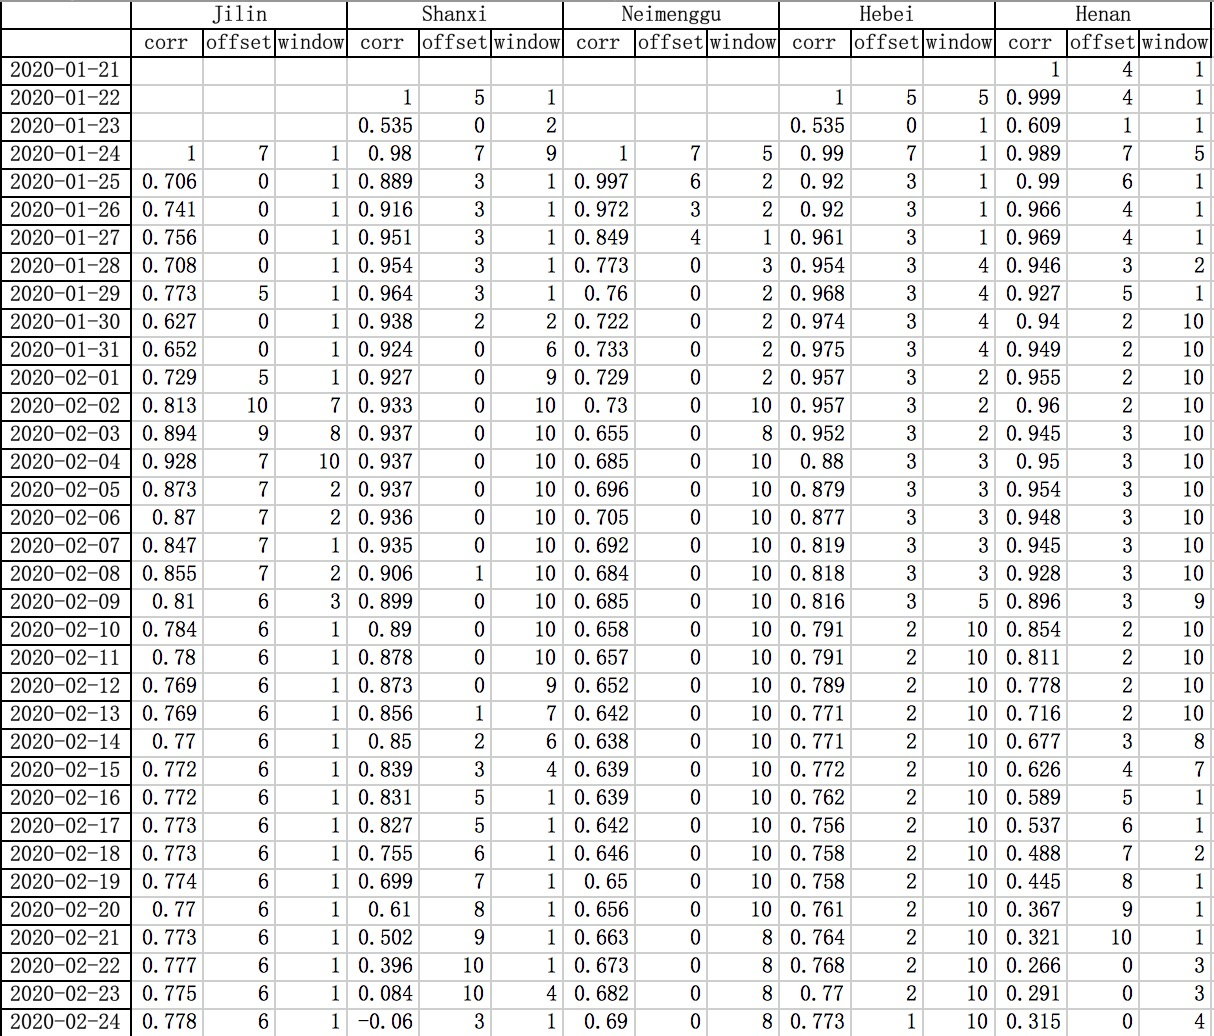 Jilin Shanxi Neimenggu Hebei Henan
corr offset window corr offset window corr offset window corr offset window corr offset window
2020-01-21 1 4 1
2020-01-22 1 5 1 1 5 5 0.999 4 1
2020-01-23 0.535 0 2 0.535 0 1 0.609 1 1
2020-01-24 1 7 1 0.98 7 9 1 7 5 0.99 7 1 0.989 7 5
2020-01-25 0.706 0 1 0.889 3 1 0.997 6 2 0.92 3 1 0.99 6 1
2020-01-26 0.741 0 1 0.916 3 1 0.972 3 2 0.92 3 1 0.966 4 1
2020-01-27 0.756 0 1 0.951 3 1 0.849 4 1 0.961 3 1 0.969 4 1
2020-01-28 0.708 0 1 0.954 3 1 0.773 0 3 0.954 3 4 0.946 3 2
2020-01-29 0.773 5 1 0.964 3 1 0.76 0 2 0.968 3 4 0.927 5 1
2020-01-30 0.627 0 1 0.938 2 2 0.722 0 2 0.974 3 4 0.94 2 10
2020-01-31 0.652 0 1 0.924 0 6 0.733 0 2 0.975 3 4 0.949 2 10
2020-02-01 0.729 5 1 0.927 0 9 0.729 0 2 0.957 3 2 0.955 2 10
2020-02-02 0.813 10 7 0.933 0 10 0.73 0 10 0.957 3 2 0.96 2 10
2020-02-03 0.894 9 8 0.937 0 10 0.655 0 8 0.952 3 2 0.945 3 10
2020-02-04 0.928 7 10 0.937 0 10 0.685 0 10 0.88 3 3 0.95 3 10
2020-02-05 0.873 7 2 0.937 0 10 0.696 0 10 0.879 3 3 0.954 3 10
2020-02-06 0.87 7 2 0.936 0 10 0.705 0 10 0.877 3 3 0.948 3 10
2020-02-07 0.847 7 1 0.935 0 10 0.692 0 10 0.819 3 3 0.945 3 10
2020-02-08 0.855 7 2 0.906 1 10 0.684 0 10 0.818 3 3 0.928 3 10
2020-02-09 0.81 6 3 0.899 0 10 0.685 0 10 0.816 3 5 0.896 3 9
2020-02-10 0.784 6 1 0.89 0 10 0.658 0 10 0.791 2 10 0.854 2 10
2020-02-11 0.78 6 1 0.878 0 10 0.657 0 10 0.791 2 10 0.811 2 10
2020-02-12 0.769 6 1 0.873 0 9 0.652 0 10 0.789 2 10 0.778 2 10
2020-02-13 0.769 6 1 0.856 1 7 0.642 0 10 0.771 2 10 0.716 2 10
2020-02-14 0.77 6 1 0.85 2 6 0.638 0 10 0.771 2 10 0.677 3 8
2020-02-15 0.772 6 1 0.839 3 4 0.639 0 10 0.772 2 10 0.626 4 7
2020-02-16 0.772 6 1 0.831 5 1 0.639 0 10 0.762 2 10 0.589 5 1
2020-02-17 0.773 6 1 0.827 5 1 0.642 0 10 0.756 2 10 0.537 6 1
2020-02-18 0.773 6 1 0.755 6 1 0.646 0 10 0.758 2 10 0.488 7 2
2020-02-19 0.774 6 1 0.699 7 1 0.65 0 10 0.758 2 10 0.445 8 1
2020-02-20 0.77 6 1 0.61 8 1 0.656 0 10 0.761 2 10 0.367 9 1
2020-02-21 0.773 6 1 0.502 9 1 0.663 0 8 0.764 2 10 0.321 10 1
2020-02-22 0.777 6 1 0.396 10 1 0.673 0 8 0.768 2 10 0.266 0 3
2020-02-23 0.775 6 1 0.084 10 4 0.682 0 8 0.77 2 10 0.291 0 3
2020-02-24 0.778 6 1 -0.06 3 1 0.69 0 8 0.773 1 10 0.315 0 4